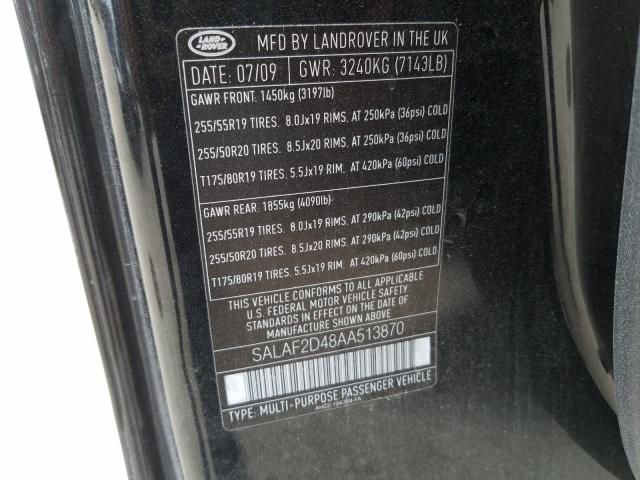 LAND-
ROVER
MFD BY LANDROVER IN THE UK
DATE: 07/09 GWR: 3240KG (7143LB)
GAWR FRONT: 1450kg (3197lb)
255/55R19 TIRES. 8.0Jx19 RIMS. AT 250kPa (36psi) COLD
255/50R20 TIRES. 8.5Jx20 RIMS. AT 250kPa (36psi) COLD
T175/80R19 TIRES. 5.5Jx19 RIM. AT 420kPa (60psi) COLD
GAWR REAR: 1855kg (4090lb)
255/55R19 TIRES. 8.0Jx19 RIMS. AT 290kPa (42psi) COLD
255/50R20 TIRES. 8.5Jx20 RIMS. AT 290kPa (42psi) COLD
T175/80R19 TIRES. 5.5Jx19 RIM. AT 420kPa (60psi) COLD
THIS VEHICLE CONFORMS TO ALL APPLICABLE
U.S. FEDERAL MOTOR VEHICLE SAFETY
STANDARDS IN EFFECT ON THE DATE OF
MANUFACTURE SHOWN ABOVE
SALAF2D48AA513870
TYPE: MULTI-PURPOSE PASSENGER VEHICLE